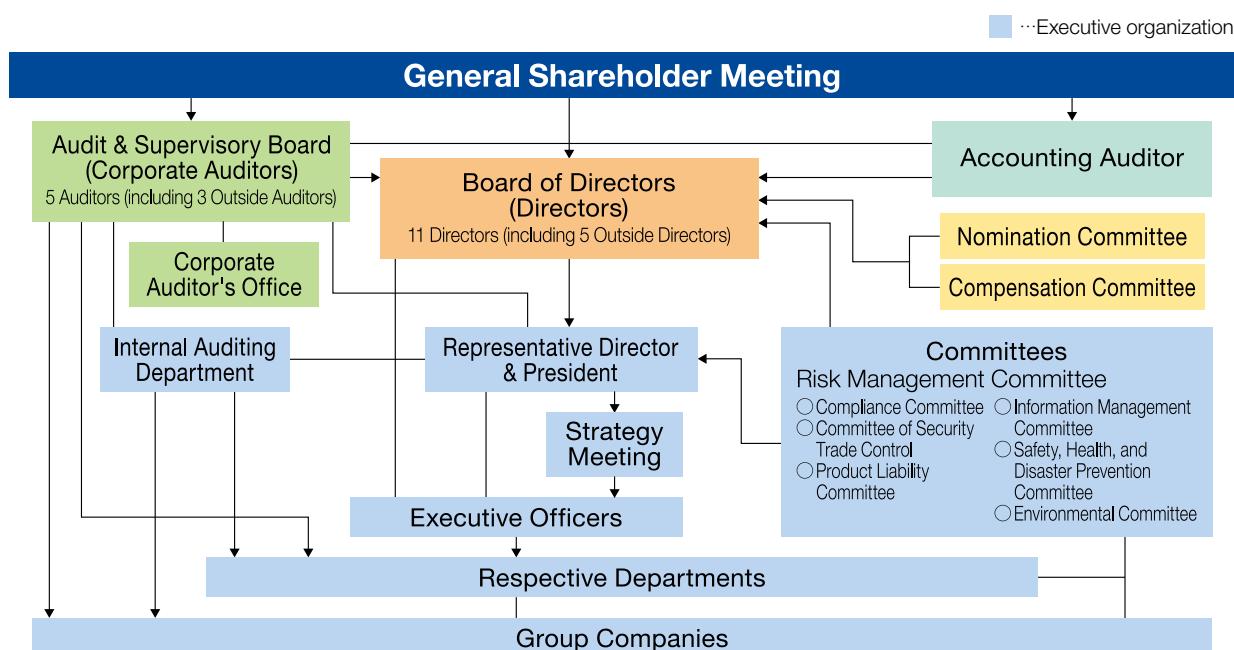 …Executive organization
General Shareholder Meeting
Audit & Supervisory Board
(Corporate Auditors)
5 Auditors (including 3 Outside Auditors)
Accounting Auditor
Board of Directors
(Directors)
11 Directors (including 5 Outside Directors)
Nomination Committee
Compensation Committee
Corporate
Auditor's Office
Internal Auditing
Department
Representative Director
& President
Strategy
Meeting
Committees
Risk Management Committee
○Compliance Committee
○Committee of Security
Trade Control
○Product Liability
Committee
○Information Management
Committee
○Safety, Health, and
Disaster Prevention
Committee
○Environmental Committee
Executive Officers
Respective Departments
Group Companies